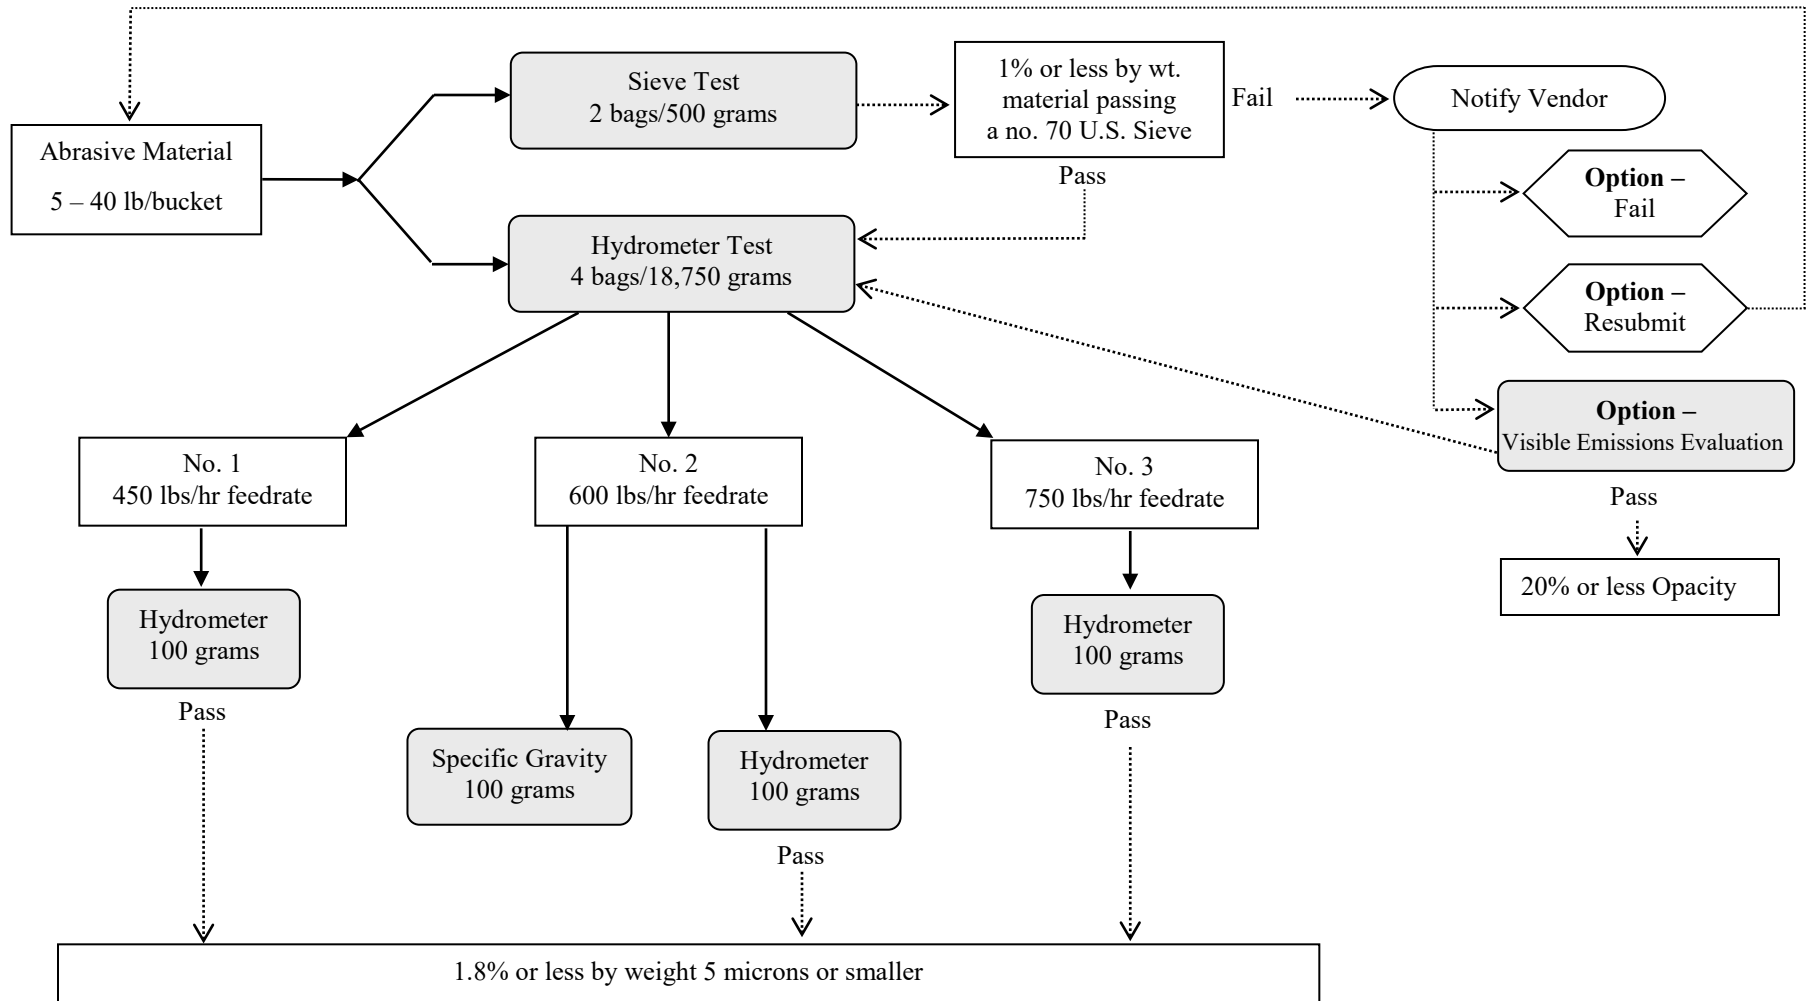 Abrasive Material
5 – 40 lb/bucket
Sieve Test
2 bags/500 grams
1% or less by wt.
material passing
a no. 70 U.S. Sieve
Fail
Notify Vendor
Pass
Option –
Fail
Hydrometer Test
4 bags/18,750 grams
Option –
Resubmit
Option –
Visible Emissions Evaluation
Pass
20% or less Opacity
No. 1
450 lbs/hr feedrate
No. 2
600 lbs/hr feedrate
No. 3
750 lbs/hr feedrate
Hydrometer
100 grams
Pass
Specific Gravity
100 grams
Hydrometer
100 grams
Pass
Hydrometer
100 grams
Pass
1.8% or less by weight 5 microns or smaller